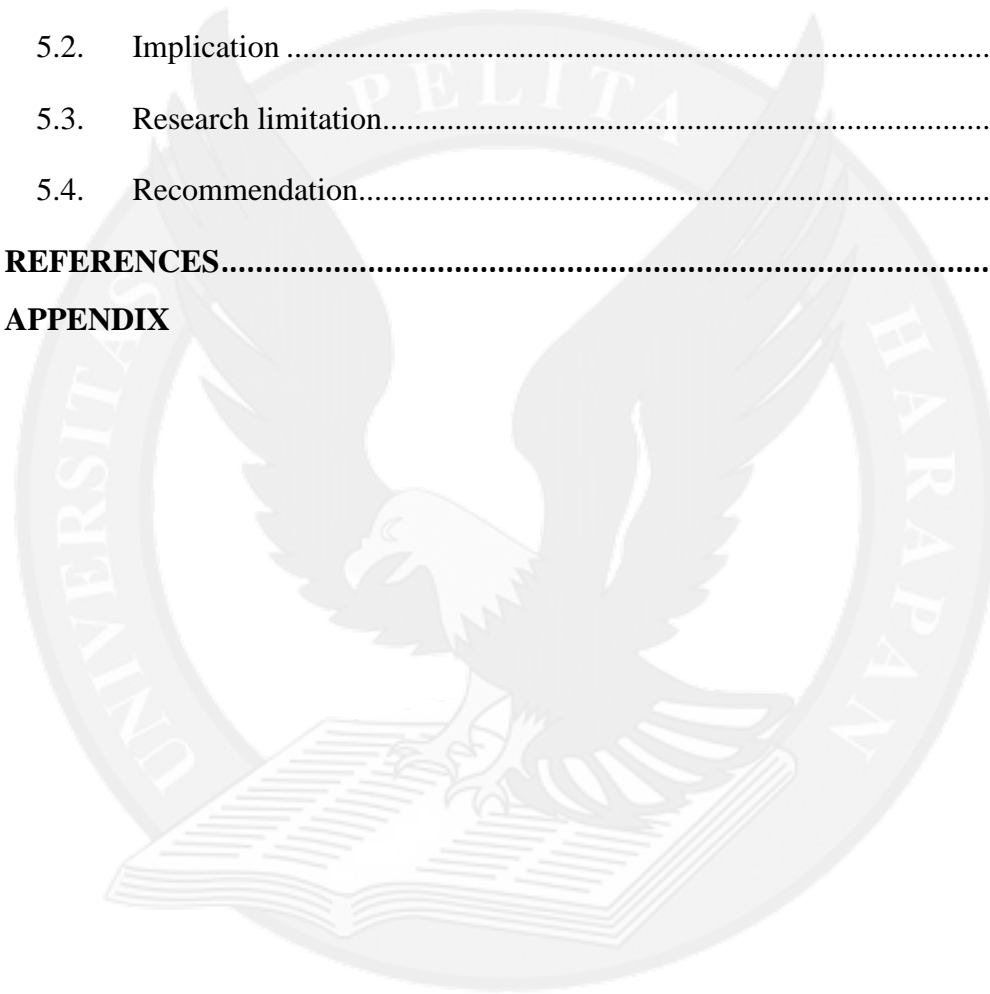 5.2. Implication ........................................................................................
5.3. Research limitation............................................................................
5.4. Recommendation...............................................................................
REFERENCES...............................................................................................
APPENDIX
UNIVERSITAS PELITA HARAPAN